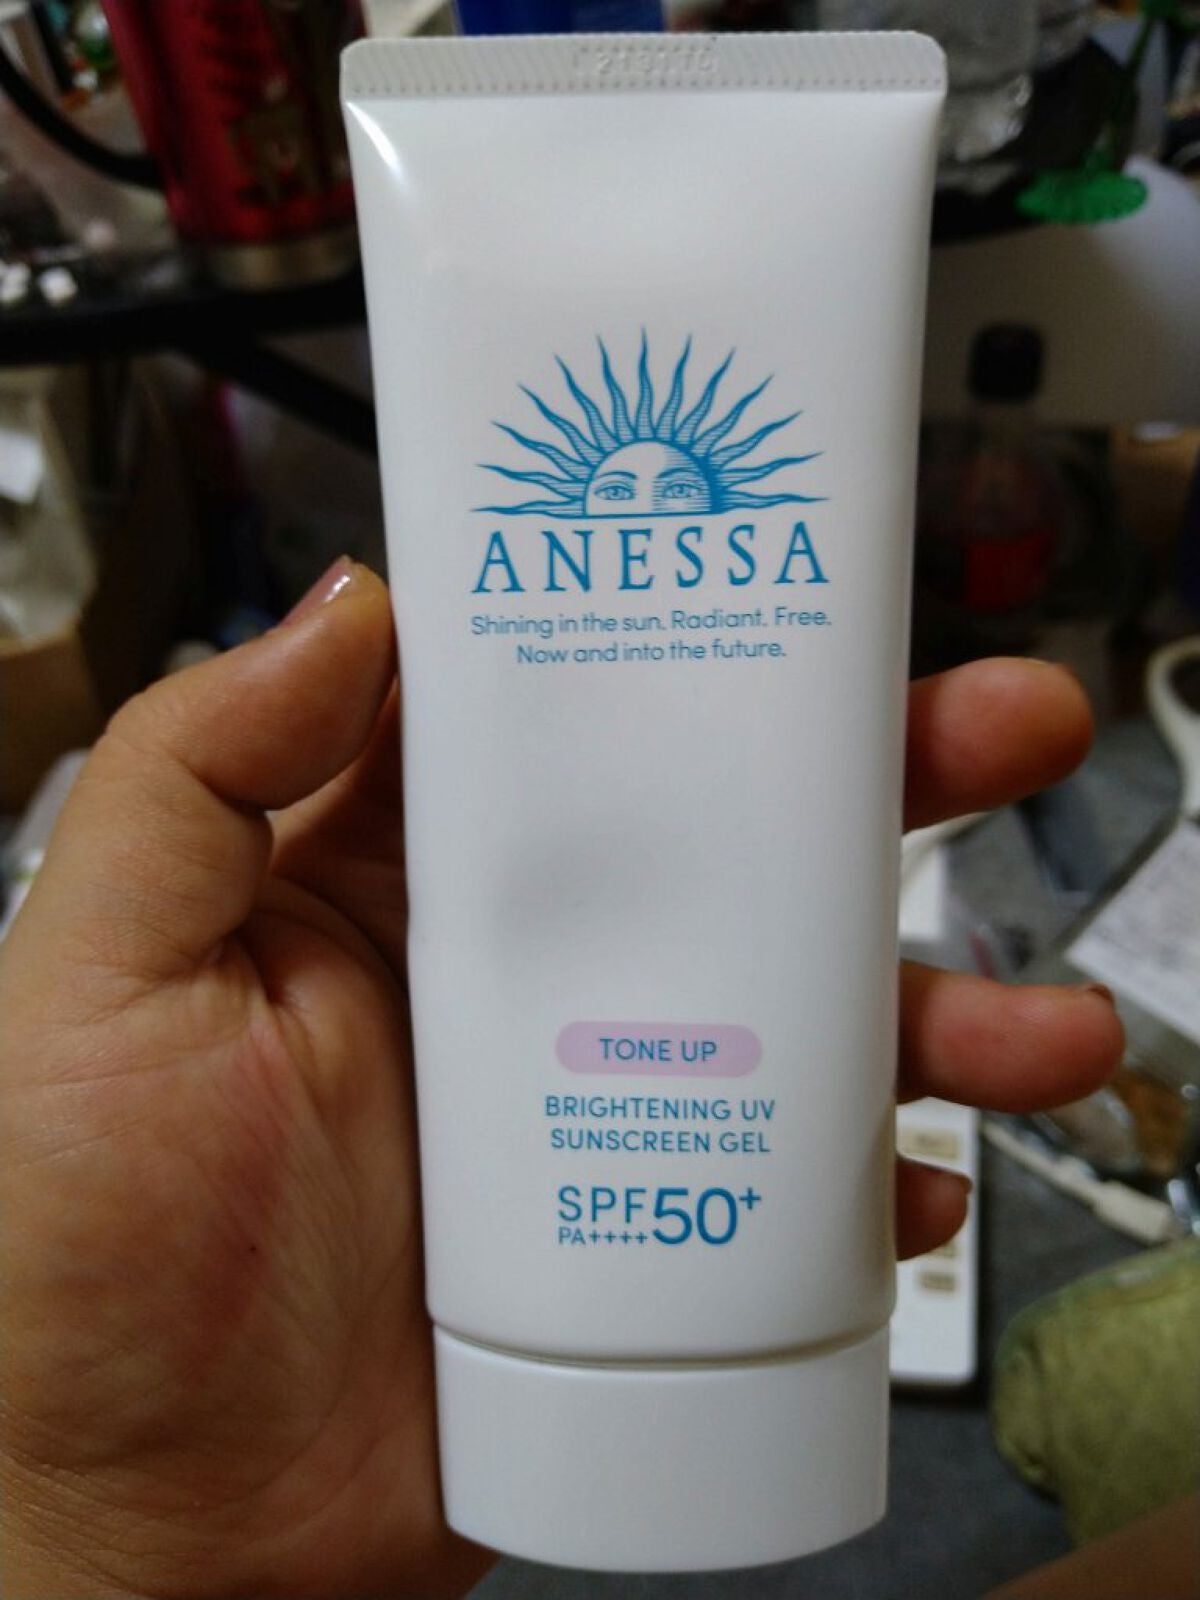 ANESSA
Shining in the sun. Radiant. Free.
Now and into the future.
TONE UP
BRIGHTENING UV
SUNSCREEN GEL
SPF50+
PA++++